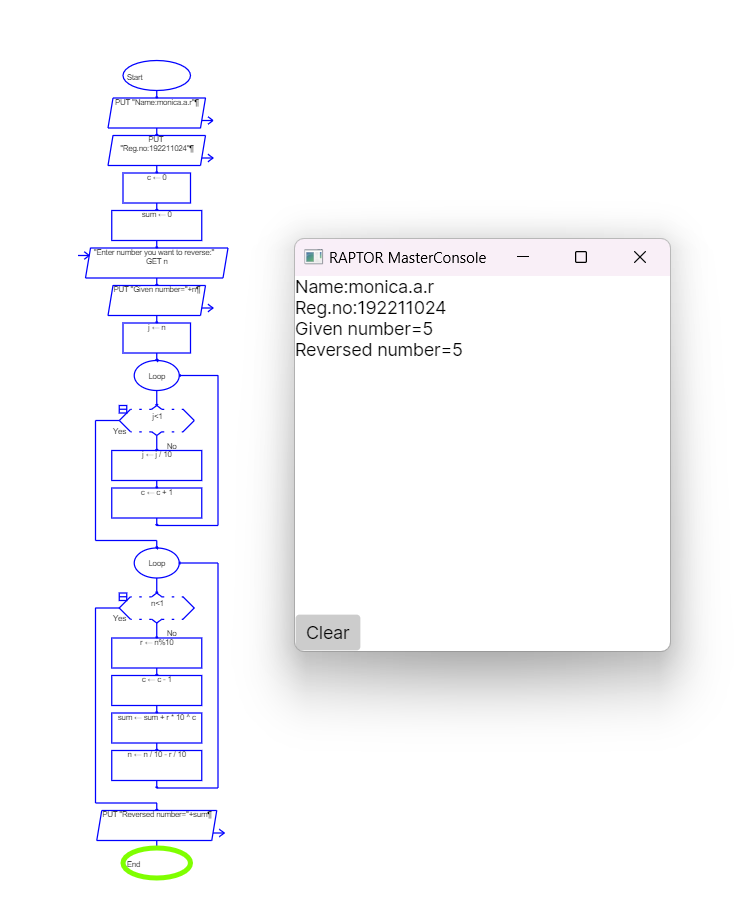 Start
PUT "Name:monica.a.r"¶
PUT
"Reg.no:192211024"¶
c ← 0
sum ← 0
"Enter number you want to reverse:"
GET n
PUT "Given number="+n¶
j ← n
Loop
j<1
Yes
No
j ← j / 10
c ← c + 1
Loop
n<1
Yes
No
r ← n%10
c ← c - 1
sum ← sum + r * 10 ^ c
n ← n / 10 - r / 10
PUT "Reversed number="+sum¶
End
RAPTOR MasterConsole
Name:monica.a.r
Reg.no:192211024
Given number=5
Reversed number=5
Clear